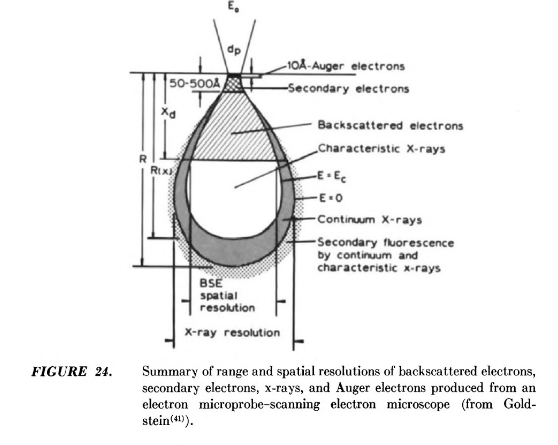 E₀
dp
10Å-Auger electrons
50-500Å
Secondary electrons
Xd
Backscattered electrons
Characteristic X-rays
R
R(x)
E = Ec
E = 0
Continuum X-rays
Secondary fluorescence
by continuum and
characteristic x-rays
BSE
spatial
resolution
X-ray resolution
FIGURE 24. Summary of range and spatial resolutions of backscattered electrons,
secondary electrons, x-rays, and Auger electrons produced from an
electron microprobe–scanning electron microscope (from Gold-
stein⁽⁴¹⁾).